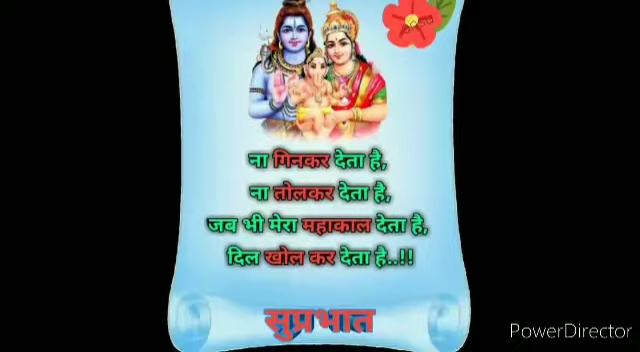 ना गिनकर देता है,
ना तोलकर देता है,
जब भी मेरा महाकाल देता है,
दिल खोल कर देता है..!!
सुप्रभात
PowerDirector